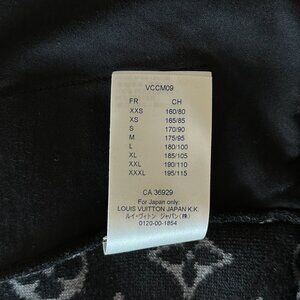 VCCM09
FR CH
XXS 160/80
XS 165/85
S 170/90
M 175/95
L 180/100
XL 185/105
XXL 190/110
XXXL 195/115
CA 36929
For Japan only:
LOUIS VUITTON JAPAN K.K.
ルイ・ヴィトン ジャパン(株)
0120-00-1854